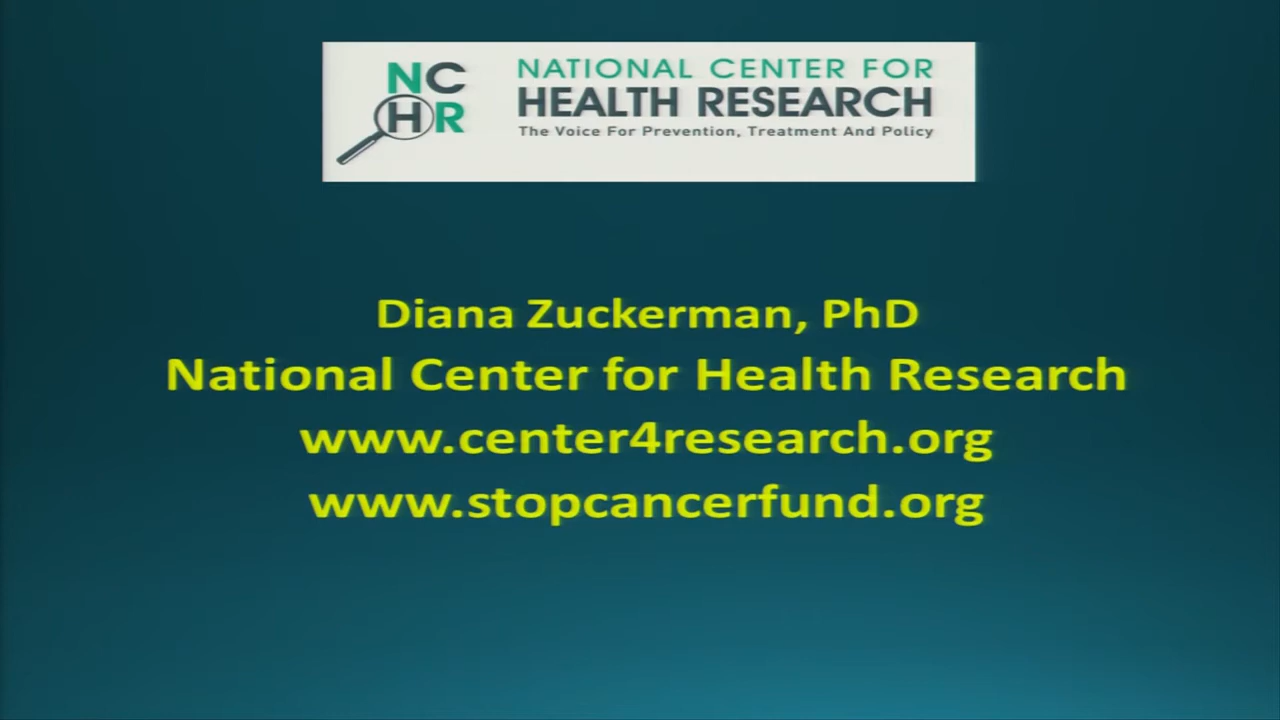 NC
HR
NATIONAL CENTER FOR
HEALTH RESEARCH
The Voice For Prevention, Treatment And Policy
Diana Zuckerman, PhD
National Center for Health Research
www.center4research.org
www.stopcancerfund.org